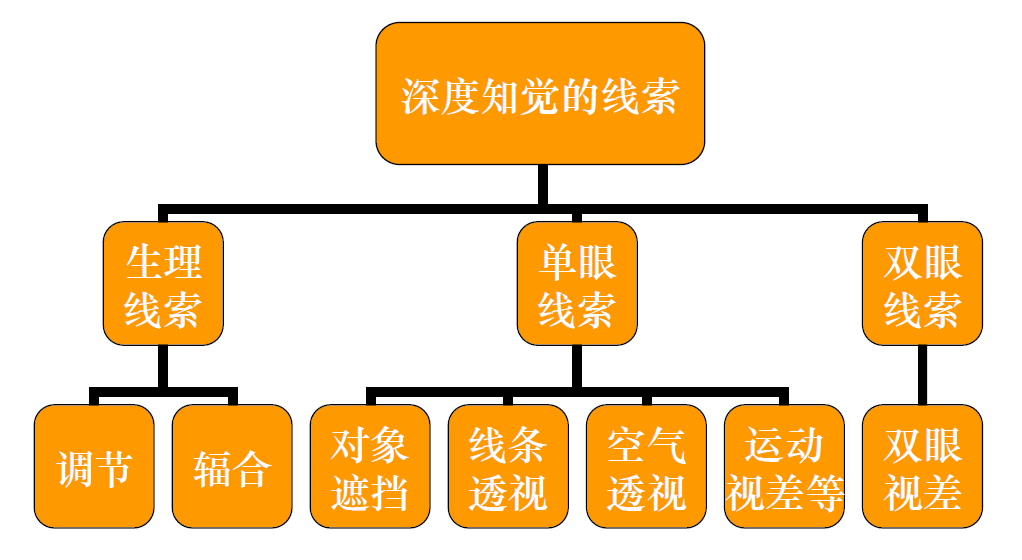 深度知觉的线索
生理
线索
单眼
线索
双眼
线索
调节
辐合
对象
遮挡
线条
透视
空气
透视
运动
视差等
双眼
视差